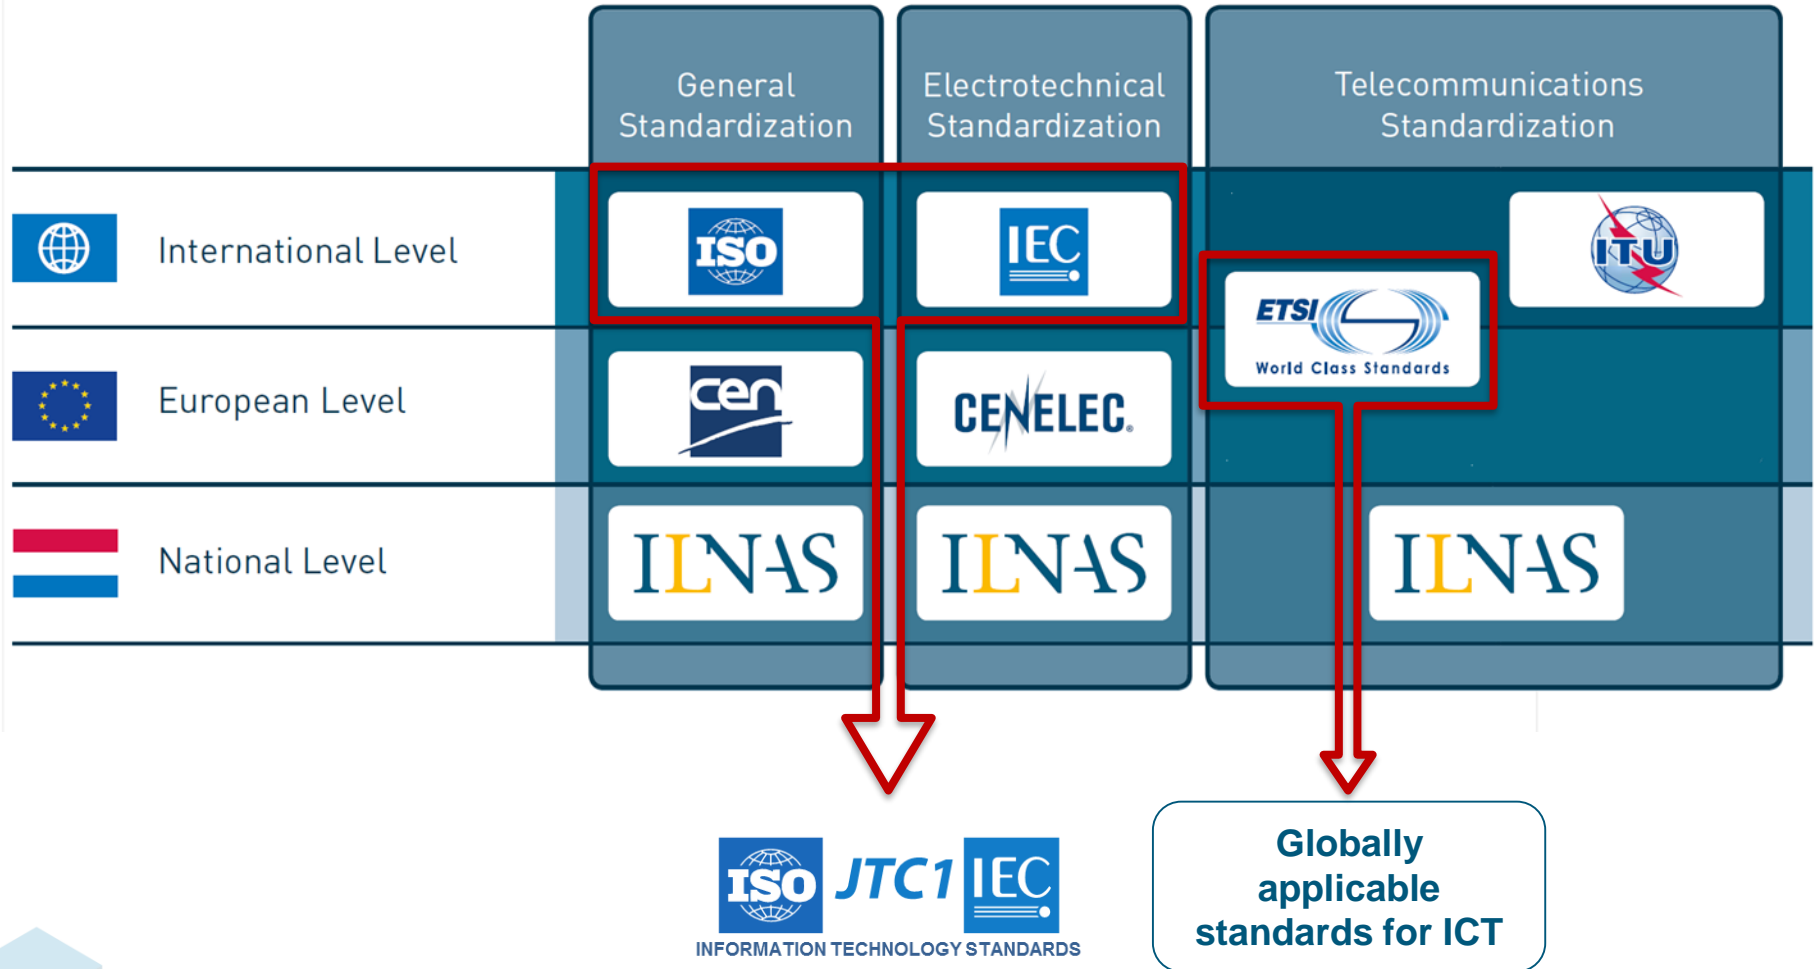 General
Standardization
Electrotechnical
Standardization
Telecommunications
Standardization
International Level
ISO
IEC
ITU
ETSI
World Class Standards
European Level
cen
CENELEC
National Level
ILNAS
ILNAS
ILNAS
ISO JTC1 IEC
INFORMATION TECHNOLOGY STANDARDS
Globally
applicable
standards for ICT